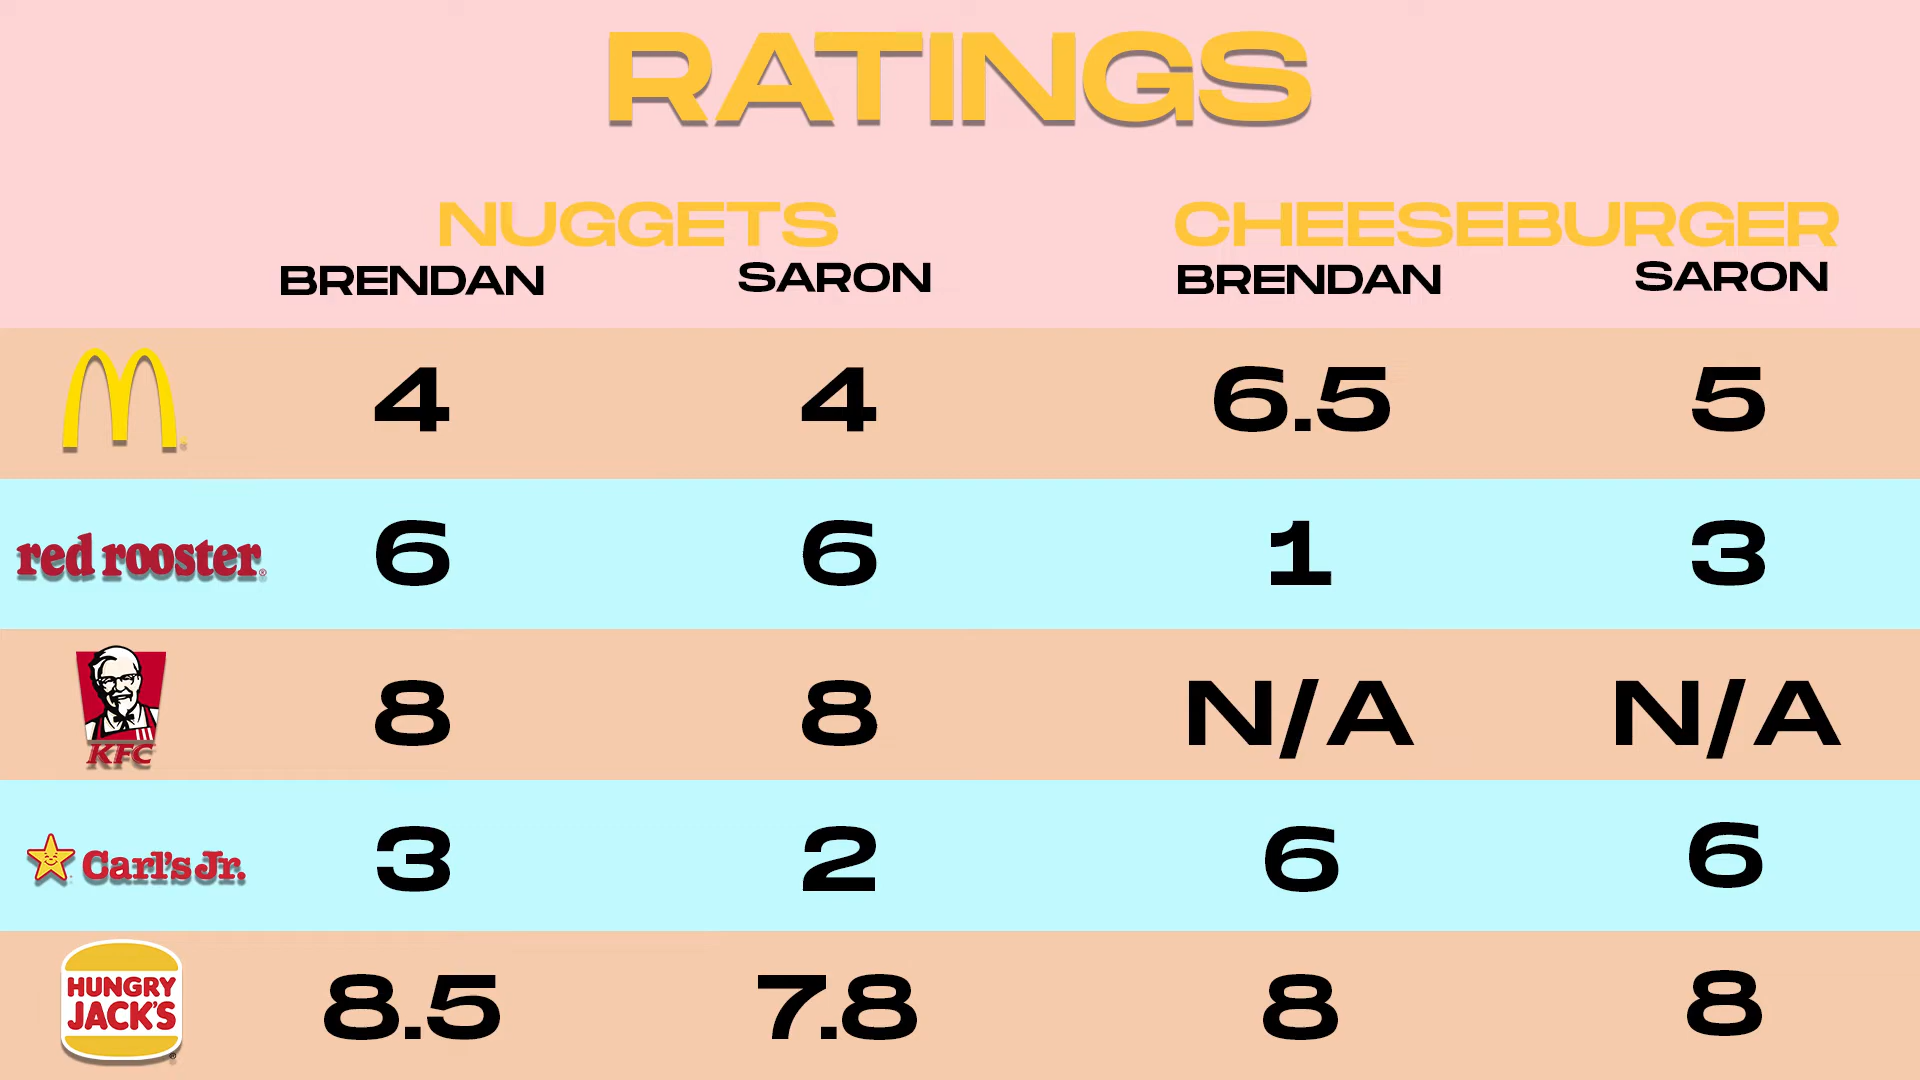 RATINGS
NUGGETS CHEESEBURGER
BRENDAN SARON BRENDAN SARON
4 4 6.5 5
red rooster® 6 6 1 3
KFC 8 8 N/A N/A
Carl's Jr. 3 2 6 6
HUNGRY
JACK'S® 8.5 7.8 8 8